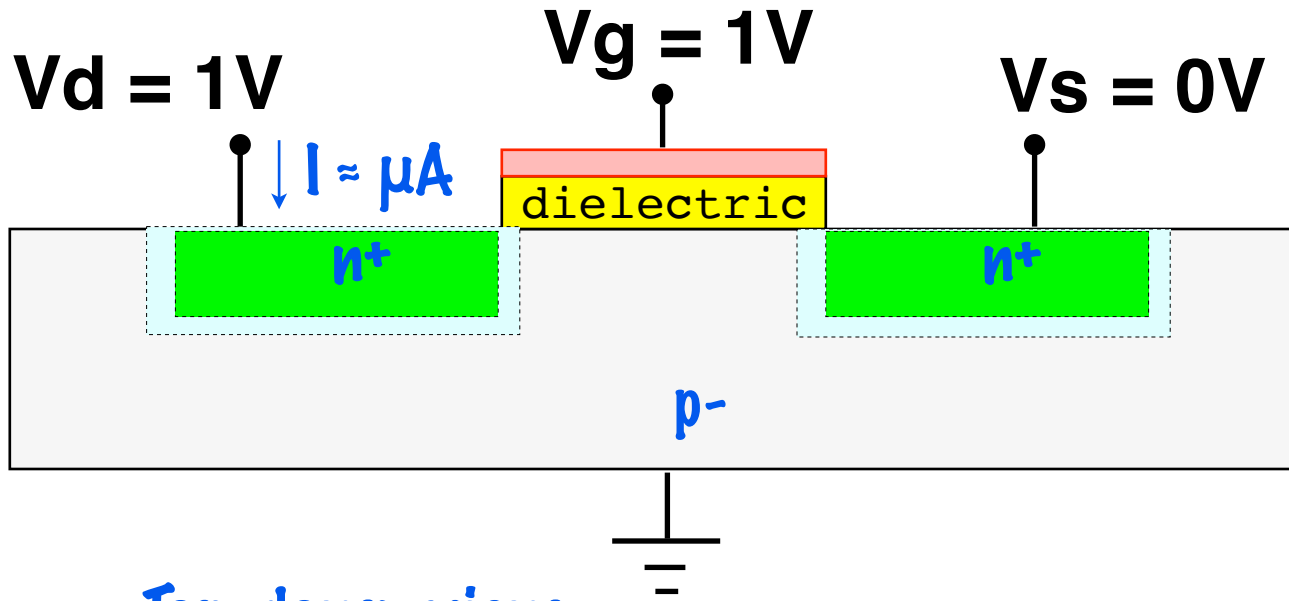 Vg = 1V
Vd = 1V
Vs = 0V
I ≈ μA
dielectric
n+
n+
p-